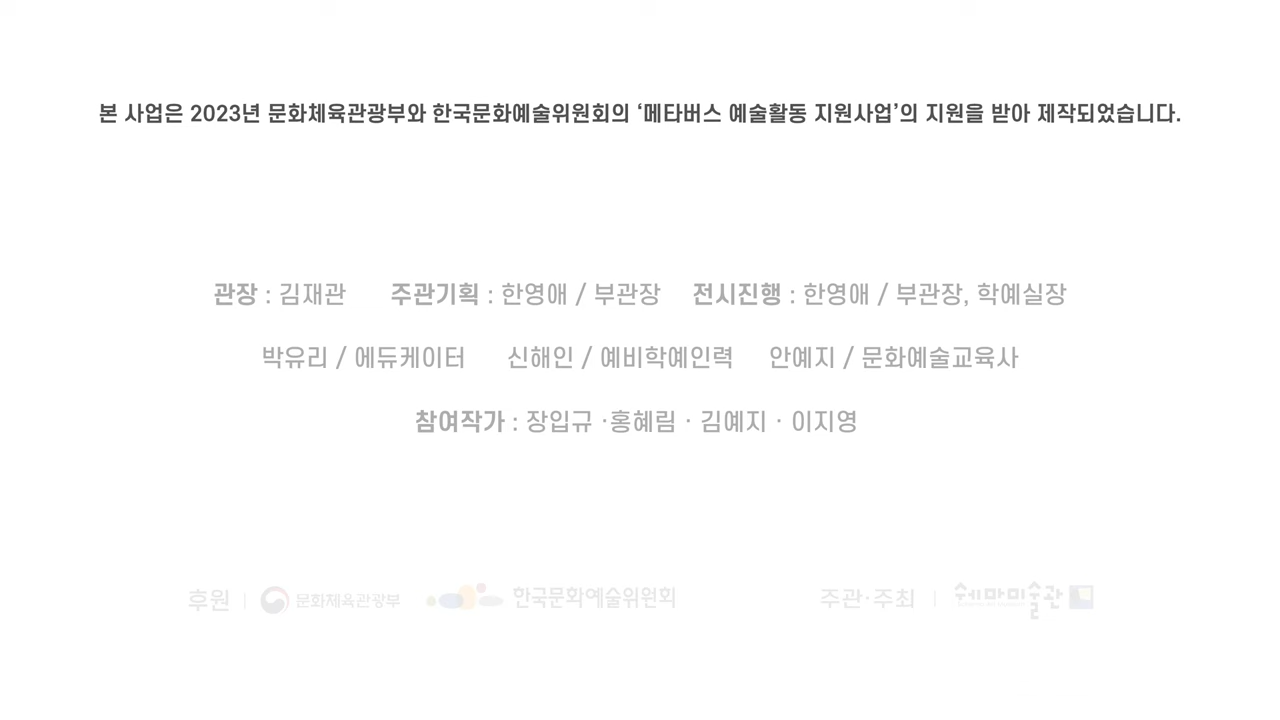 본 사업은 2023년 문화체육관광부와 한국문화예술위원회의 ‘메타버스 예술활동 지원사업’의 지원을 받아 제작되었습니다.
관장 : 김재관 주관기획 : 한영애 / 부관장 전시진행 : 한영애 / 부관장, 학예실장
박유리 / 에듀케이터 신해인 / 예비학예인력 안예지 / 문화예술교육사
참여작가 : 장입규 ·홍혜림 · 김예지 · 이지영
후원 | 문화체육관광부 한국문화예술위원회 주관·주최 | 쉐마미술관